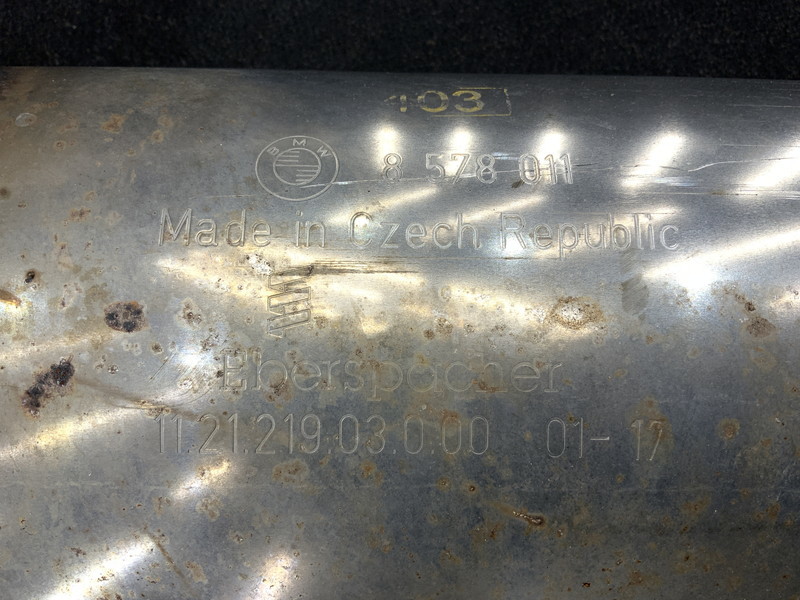 103
BMW
8 578 011
Made in Czech Republic
Eberspächer
11.21.219.03.0.00 01-17